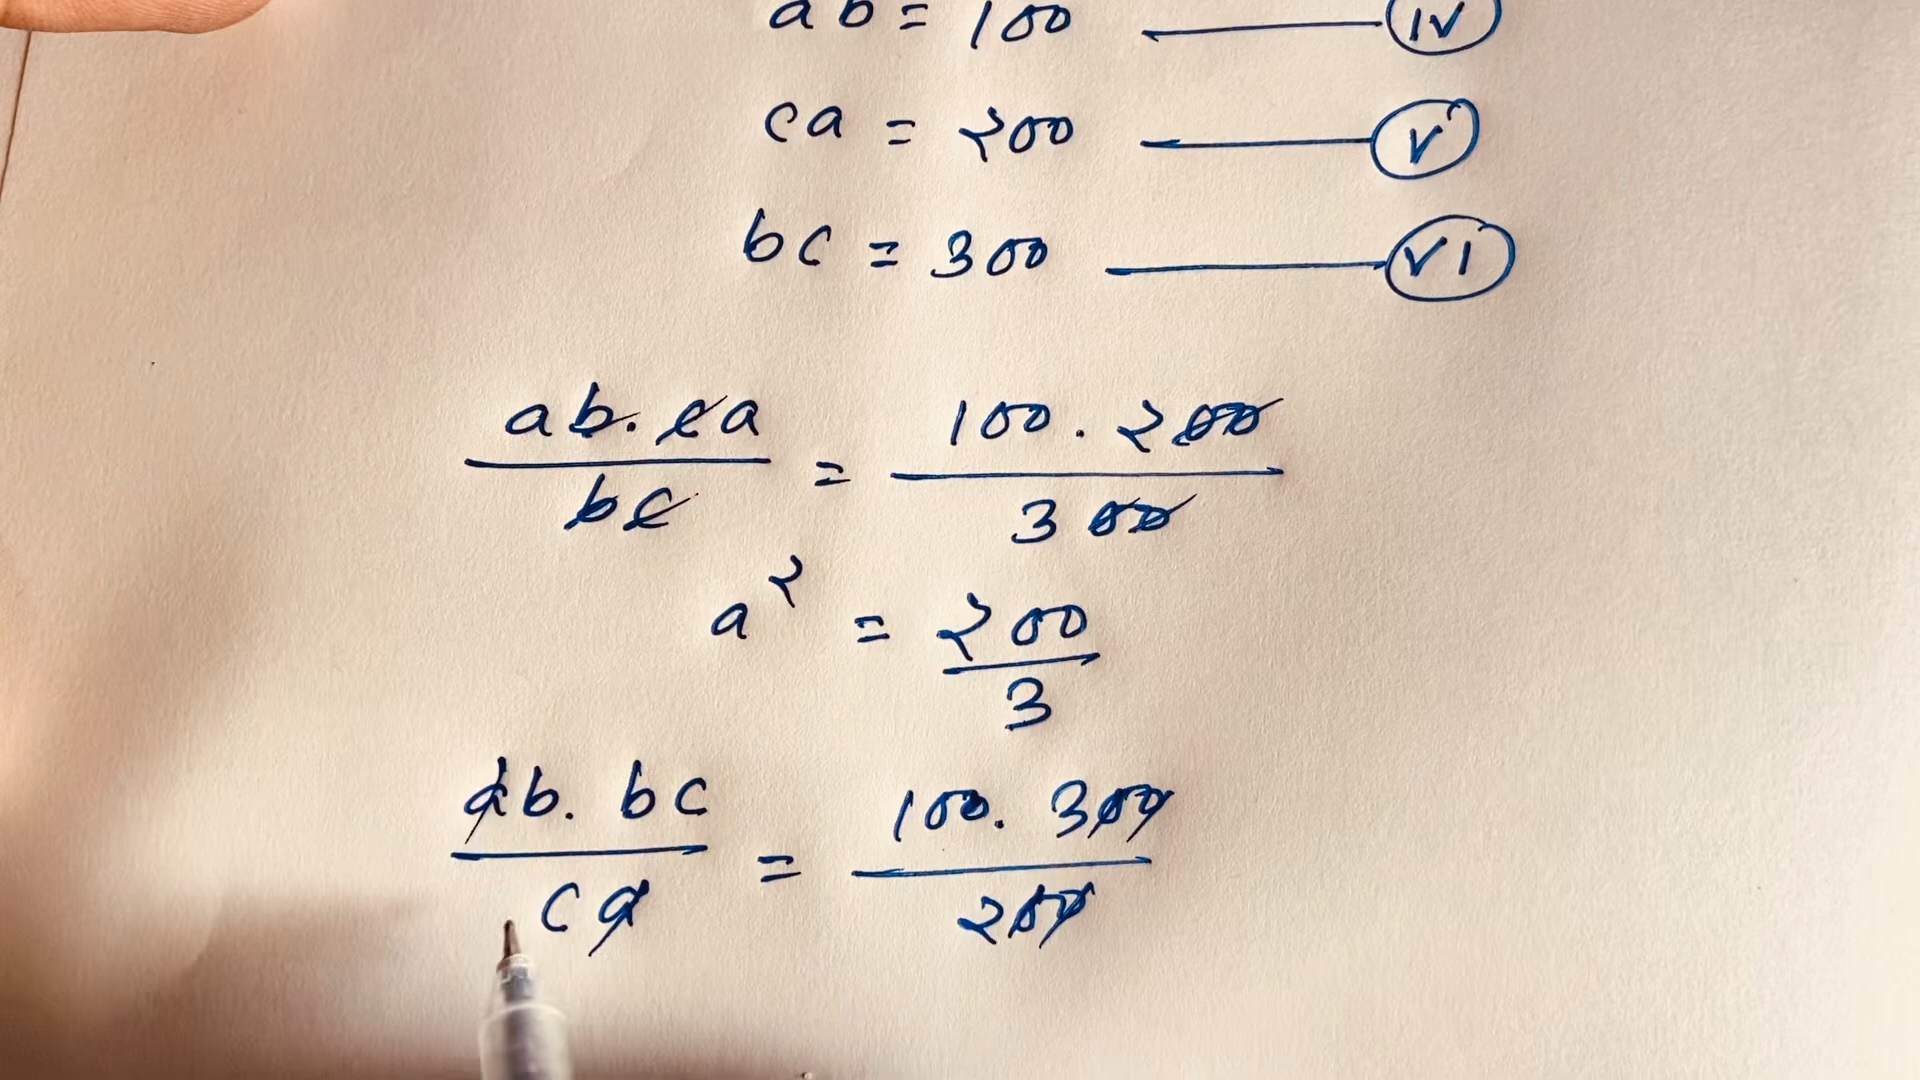 ab = 100 ——— (iv)
ca = 200 ——— (v)
bc = 300 ——— (vi)
ab. ca / bc = 100 . 200 / 300
a² = 200 / 3
ab. bc / ca = 100. 300 / 200